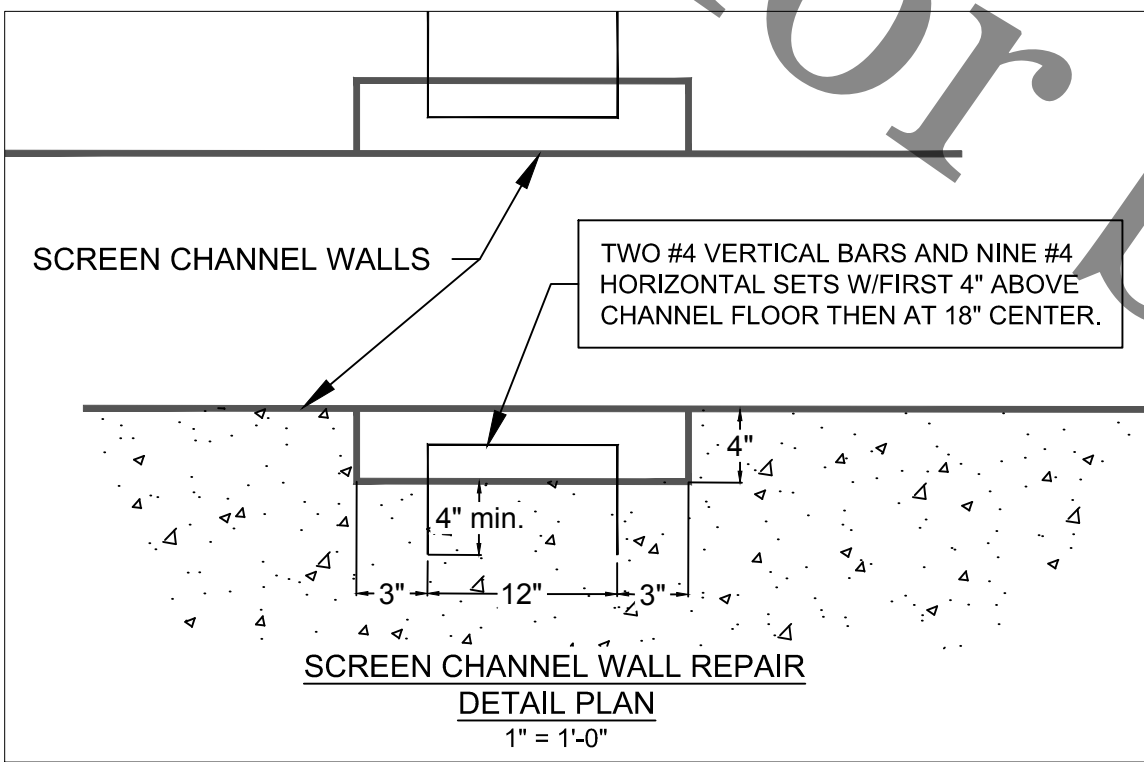 or
SCREEN CHANNEL WALLS
TWO #4 VERTICAL BARS AND NINE #4
HORIZONTAL SETS W/FIRST 4" ABOVE
CHANNEL FLOOR THEN AT 18" CENTER.
4"
4" min.
3" 12" 3"
SCREEN CHANNEL WALL REPAIR
DETAIL PLAN
1" = 1'-0"